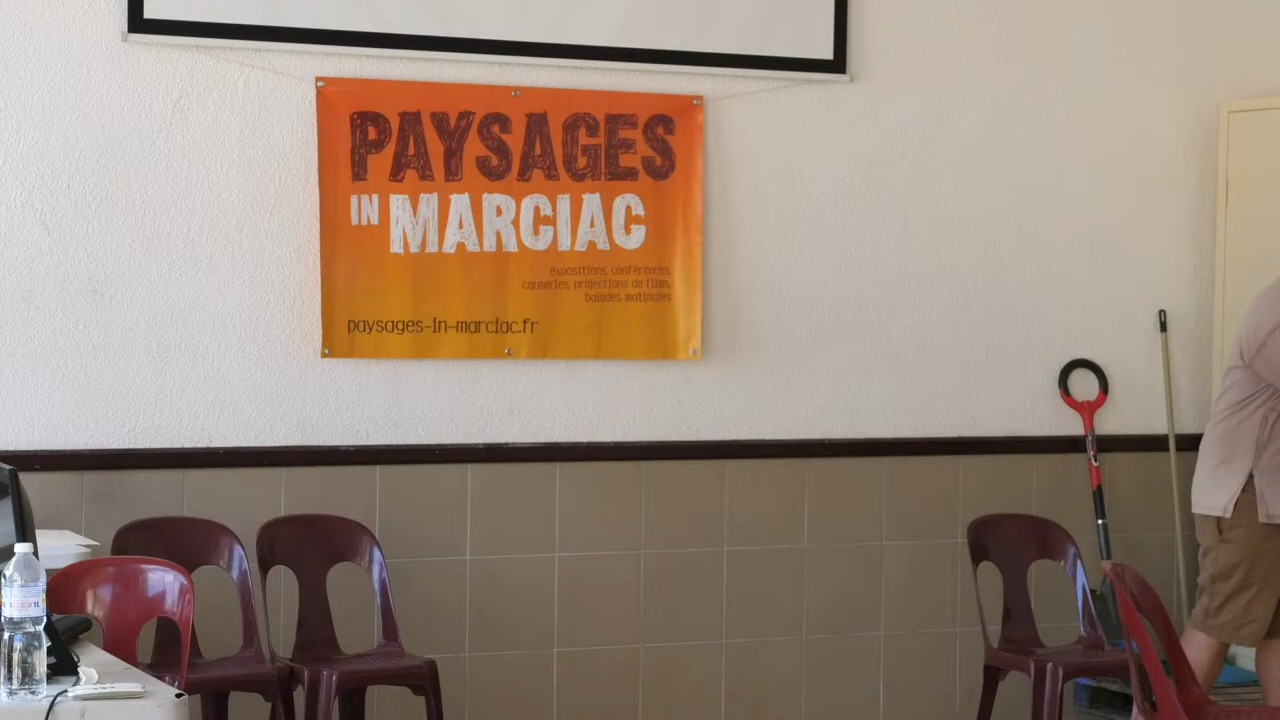 PAYSAGES
IN MARCIAC
expositions, conférences,
causeries, projections de films,
balades matinales
paysages-in-marciac.fr